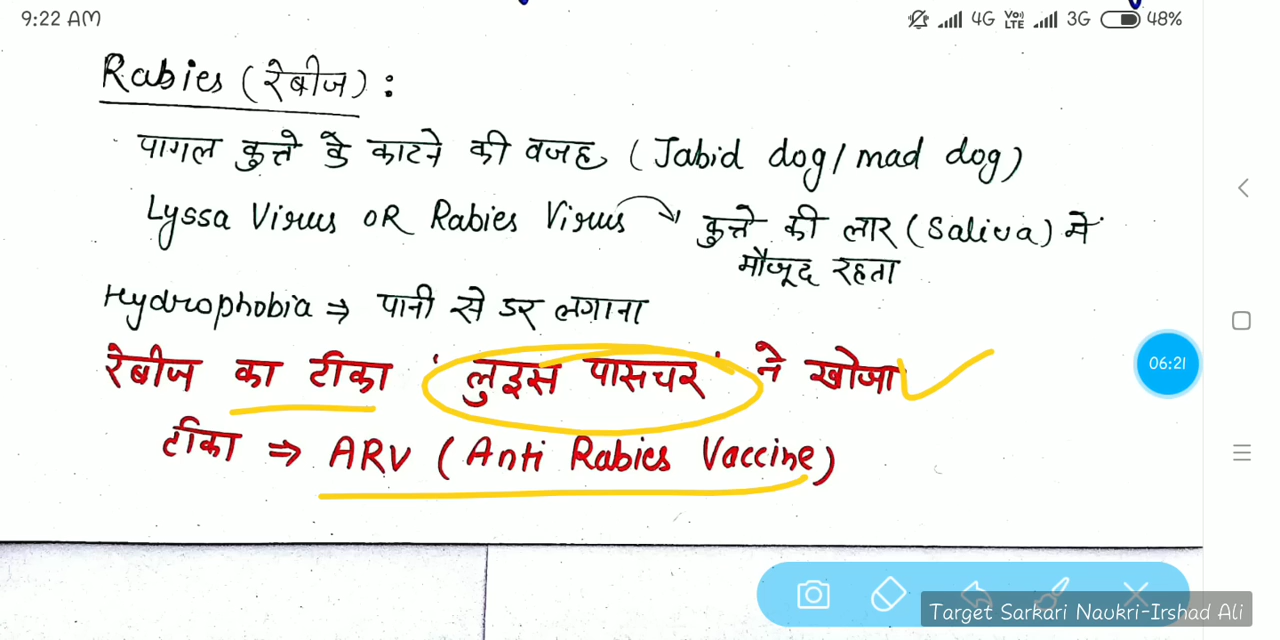 9:22 AM
4G VoLTE 3G 48%
Rabies (रेबीज) :
पागल कुत्ते के काटने की वजह (Jabid dog/mad dog)
Lyssa Virus OR Rabies Virus → कुत्ते की लार (Saliva) में
मौजूद रहता
Hydrophobia ⇒ पानी से डर लगाना
रेबीज का टीका 'लुइस पासचर' ने खोजा
06:21
टीका ⇒ ARV (Anti Rabies Vaccine)
Target Sarkari Naukri-Irshad Ali